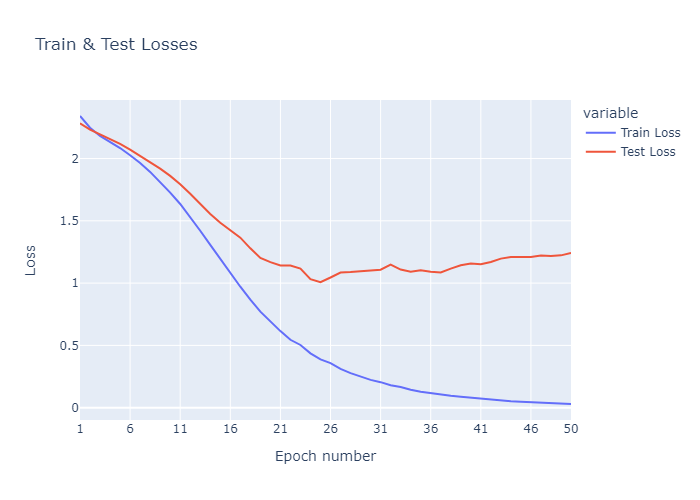 Train & Test Losses
variable
Train Loss
Test Loss
2
1.5
1
0.5
0
Loss
1 6 11 16 21 26 31 36 41 46 50
Epoch number